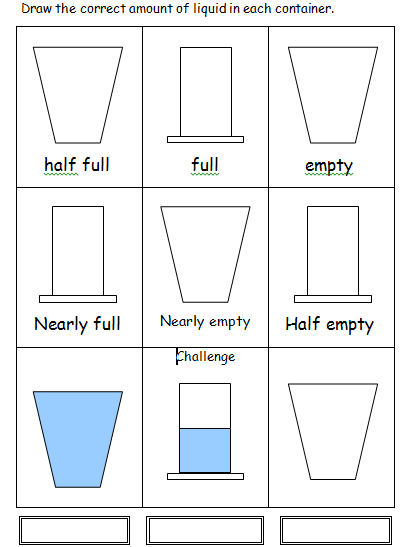 Draw the correct amount of liquid in each container.
half full
full
empty
Nearly full
Nearly empty
Half empty
Challenge